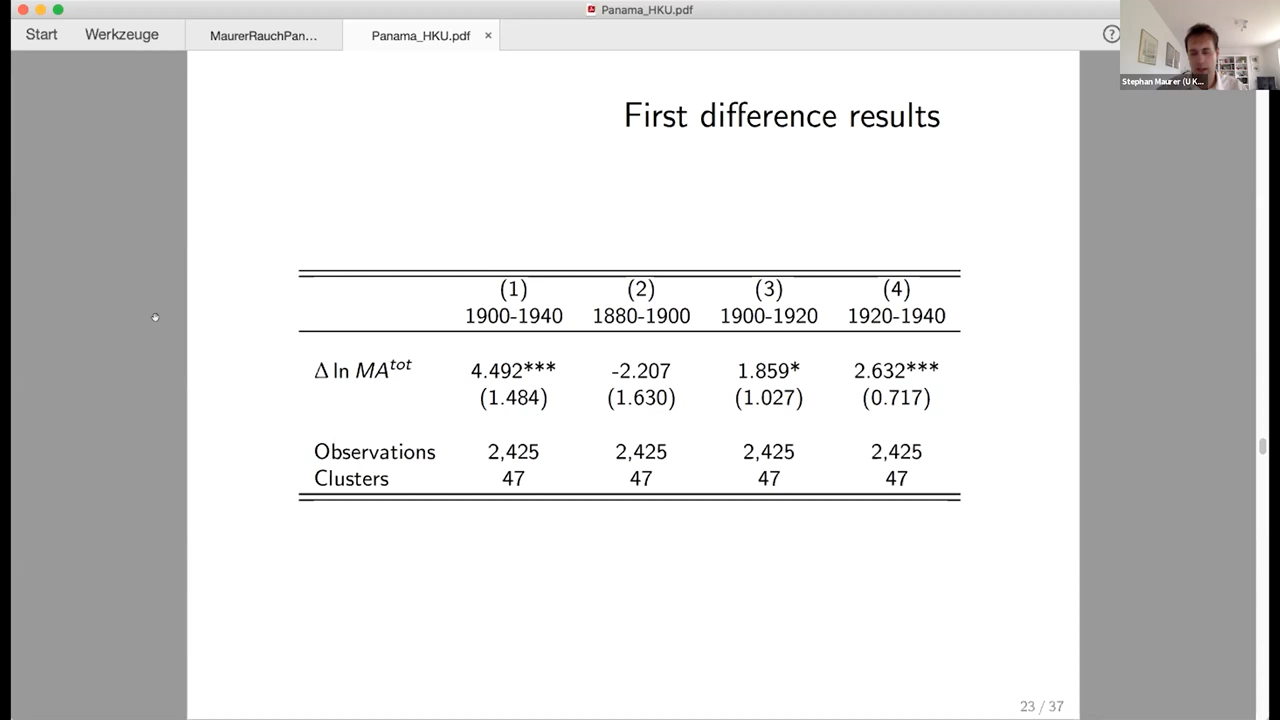 Panama_HKU.pdf
Start Werkzeuge MaurerRauchPan... Panama_HKU.pdf × ?
Stephan Maurer (U K...
First difference results
(1) (2) (3) (4)
1900-1940 1880-1900 1900-1920 1920-1940
Δ ln MA^tot 4.492*** -2.207 1.859* 2.632***
(1.484) (1.630) (1.027) (0.717)
Observations 2,425 2,425 2,425 2,425
Clusters 47 47 47 47
23 / 37